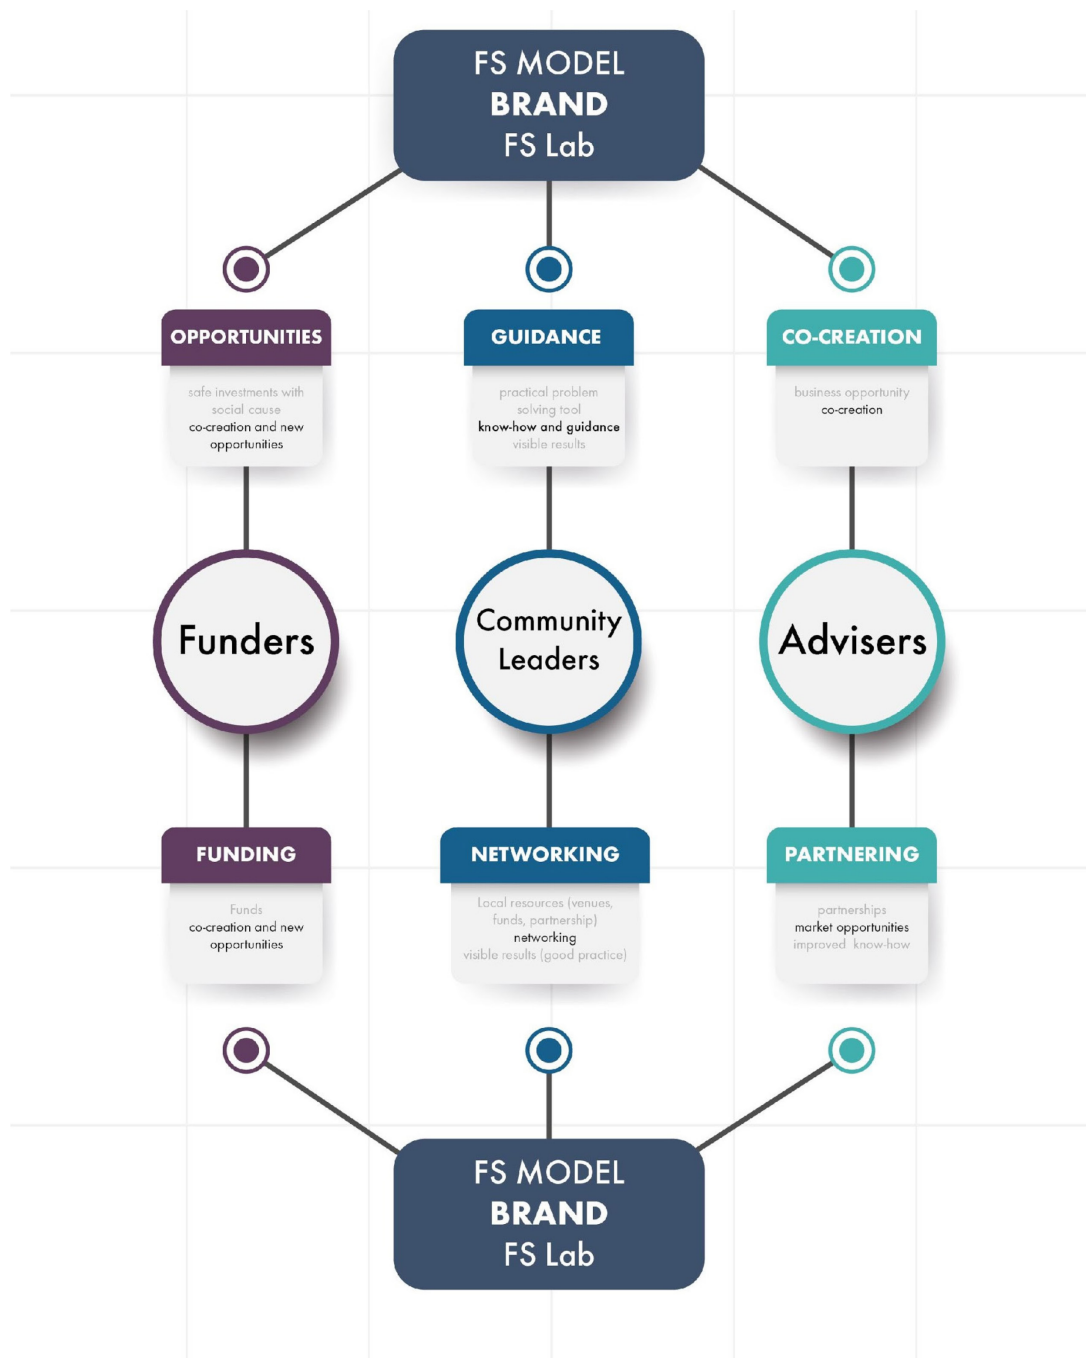 FS MODEL
BRAND
FS Lab
OPPORTUNITIES
safe investments with
social cause
co-creation and new
opportunities
GUIDANCE
practical problem
solving tool
know-how and guidance
visible results
CO-CREATION
business opportunity
co-creation
Funders
Community
Leaders
Advisers
FUNDING
Funds
co-creation and new
opportunities
NETWORKING
Local resources (venues,
funds, partnership)
networking
visible results (good practice)
PARTNERING
partnerships
market opportunities
improved know-how
FS MODEL
BRAND
FS Lab